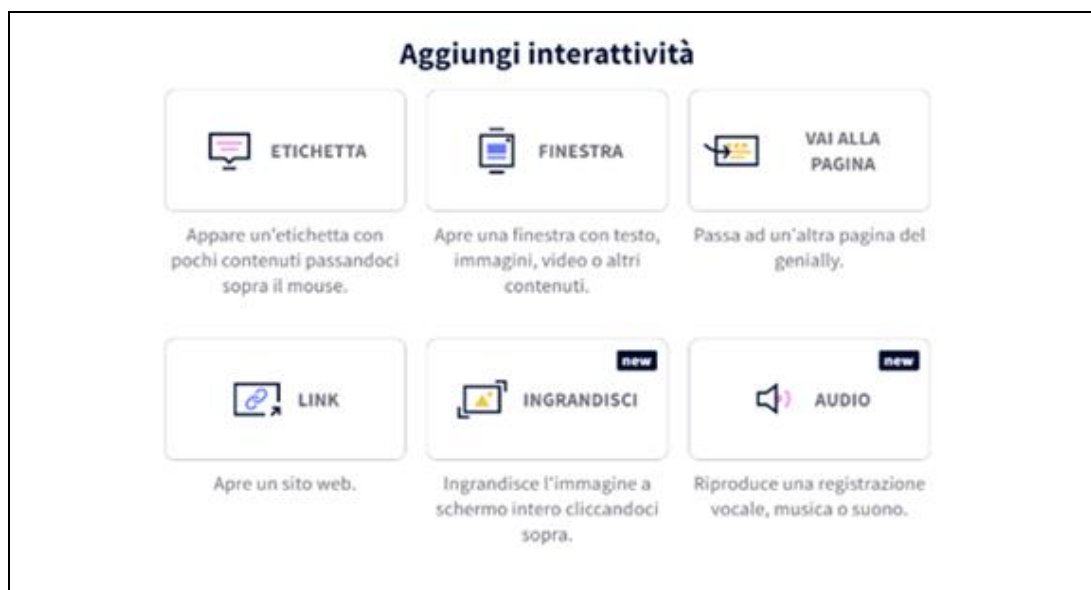 Aggiungi interattività
ETICHETTA
Appare un'etichetta con
pochi contenuti passandoci
sopra il mouse.
FINESTRA
Apre una finestra con testo,
immagini, video o altri
contenuti.
VAI ALLA
PAGINA
Passa ad un'altra pagina del
genially.
LINK
Apre un sito web.
new
INGRANDISCI
Ingrandisce l'immagine a
schermo intero cliccandoci
sopra.
new
AUDIO
Riproduce una registrazione
vocale, musica o suono.